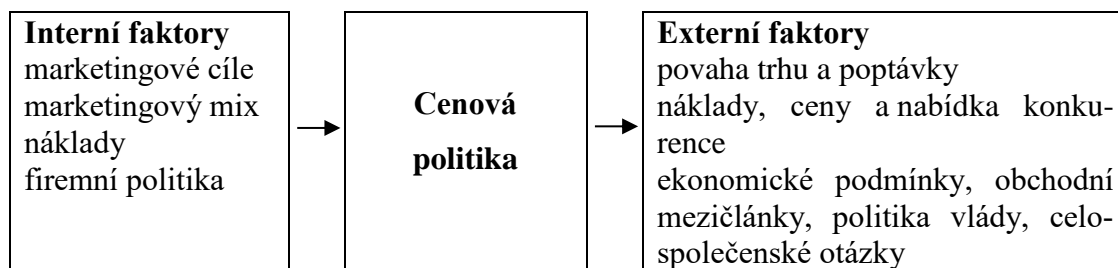 Interní faktory
marketingové cíle
marketingový mix
náklady
firemní politika
Cenová
politika
Externí faktory
povaha trhu a poptávky
náklady, ceny a nabídka konku-
rence
ekonomické podmínky, obchodní
mezičlánky, politika vlády, celo-
společenské otázky